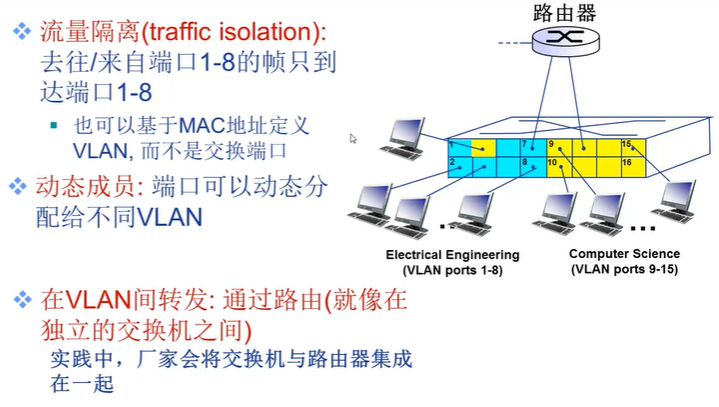 流量隔离(traffic isolation):
去往/来自端口1-8的帧只到
达端口1-8
也可以基于MAC地址定义
VLAN, 而不是交换端口
动态成员: 端口可以动态分
配给不同VLAN
在VLAN间转发: 通过路由(就像在
独立的交换机之间)
实践中，厂家会将交换机与路由器集成
在一起
路由器
1 7 9 15
2 8 10 16
...
...
Electrical Engineering
(VLAN ports 1-8)
Computer Science
(VLAN ports 9-15)